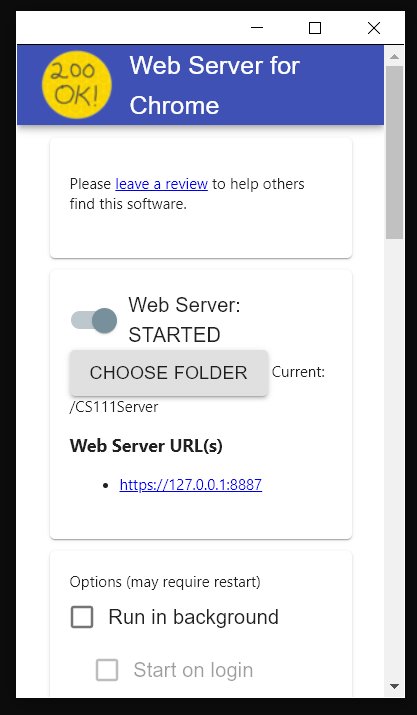 200
OK!
Web Server for
Chrome
Please leave a review to help others
find this software.
Web Server:
STARTED
CHOOSE FOLDER Current:
/CS111Server
Web Server URL(s)
https://127.0.0.1:8887
Options (may require restart)
Run in background
Start on login